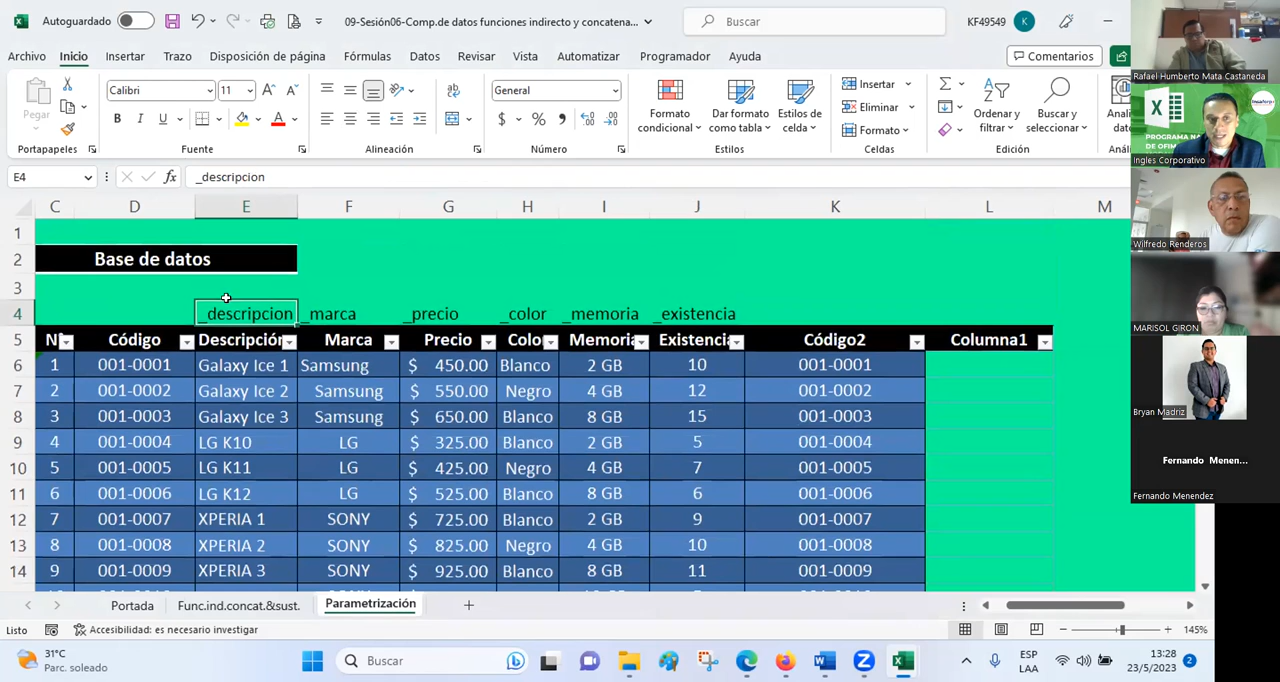 Autoguardado
09-Sesión06-Comp.de datos funciones indirecto y concatena...
Buscar
KF49549
K
Archivo Inicio Insertar Trazo Disposición de página Fórmulas Datos Revisar Vista Automatizar Programador Ayuda
Comentarios
Pegar
Calibri 11
N K S
General
Formato condicional
Dar formato como tabla
Estilos de celda
Insertar
Eliminar
Formato
Ordenar y filtrar
Buscar y seleccionar
Portapapeles Fuente Alineación Número Estilos Celdas Edición
E4
fx
_descripcion
C D E F G H I J K L M
1
2 Base de datos
3
4 _descripcion _marca _precio _color _memoria _existencia
5 Código Descripción Marca Precio Existencia Código2 Columna1
6 1 001-0001 Galaxy Ice 1 Samsung $ 450.00 Blanco 2 GB 10 001-0001
7 2 001-0002 Galaxy Ice 2 Samsung $ 550.00 Negro 4 GB 12 001-0002
8 3 001-0003 Galaxy Ice 3 Samsung $ 650.00 Blanco 8 GB 15 001-0003
9 4 001-0004 LG K10 LG $ 325.00 Blanco 2 GB 5 001-0004
10 5 001-0005 LG K11 LG $ 425.00 Negro 4 GB 7 001-0005
11 6 001-0006 LG K12 LG $ 525.00 Blanco 8 GB 6 001-0006
12 7 001-0007 XPERIA 1 SONY $ 725.00 Blanco 2 GB 9 001-0007
13 8 001-0008 XPERIA 2 SONY $ 825.00 Negro 4 GB 10 001-0008
14 9 001-0009 XPERIA 3 SONY $ 925.00 Blanco 8 GB 11 001-0009
Portada Func.ind.concat.&sust. Parametrización
Listo
Accesibilidad: es necesario investigar
145%
31°C
Parc. soleado
Buscar
ESP
LAA
13:28
23/5/2023
2
Rafael Humberto Mata Castaneda
Ingles Corporativo
Wilfredo Renderos
MARISOL GIRON
Bryan Madriz
Fernando Menen...
Fernando Menendez